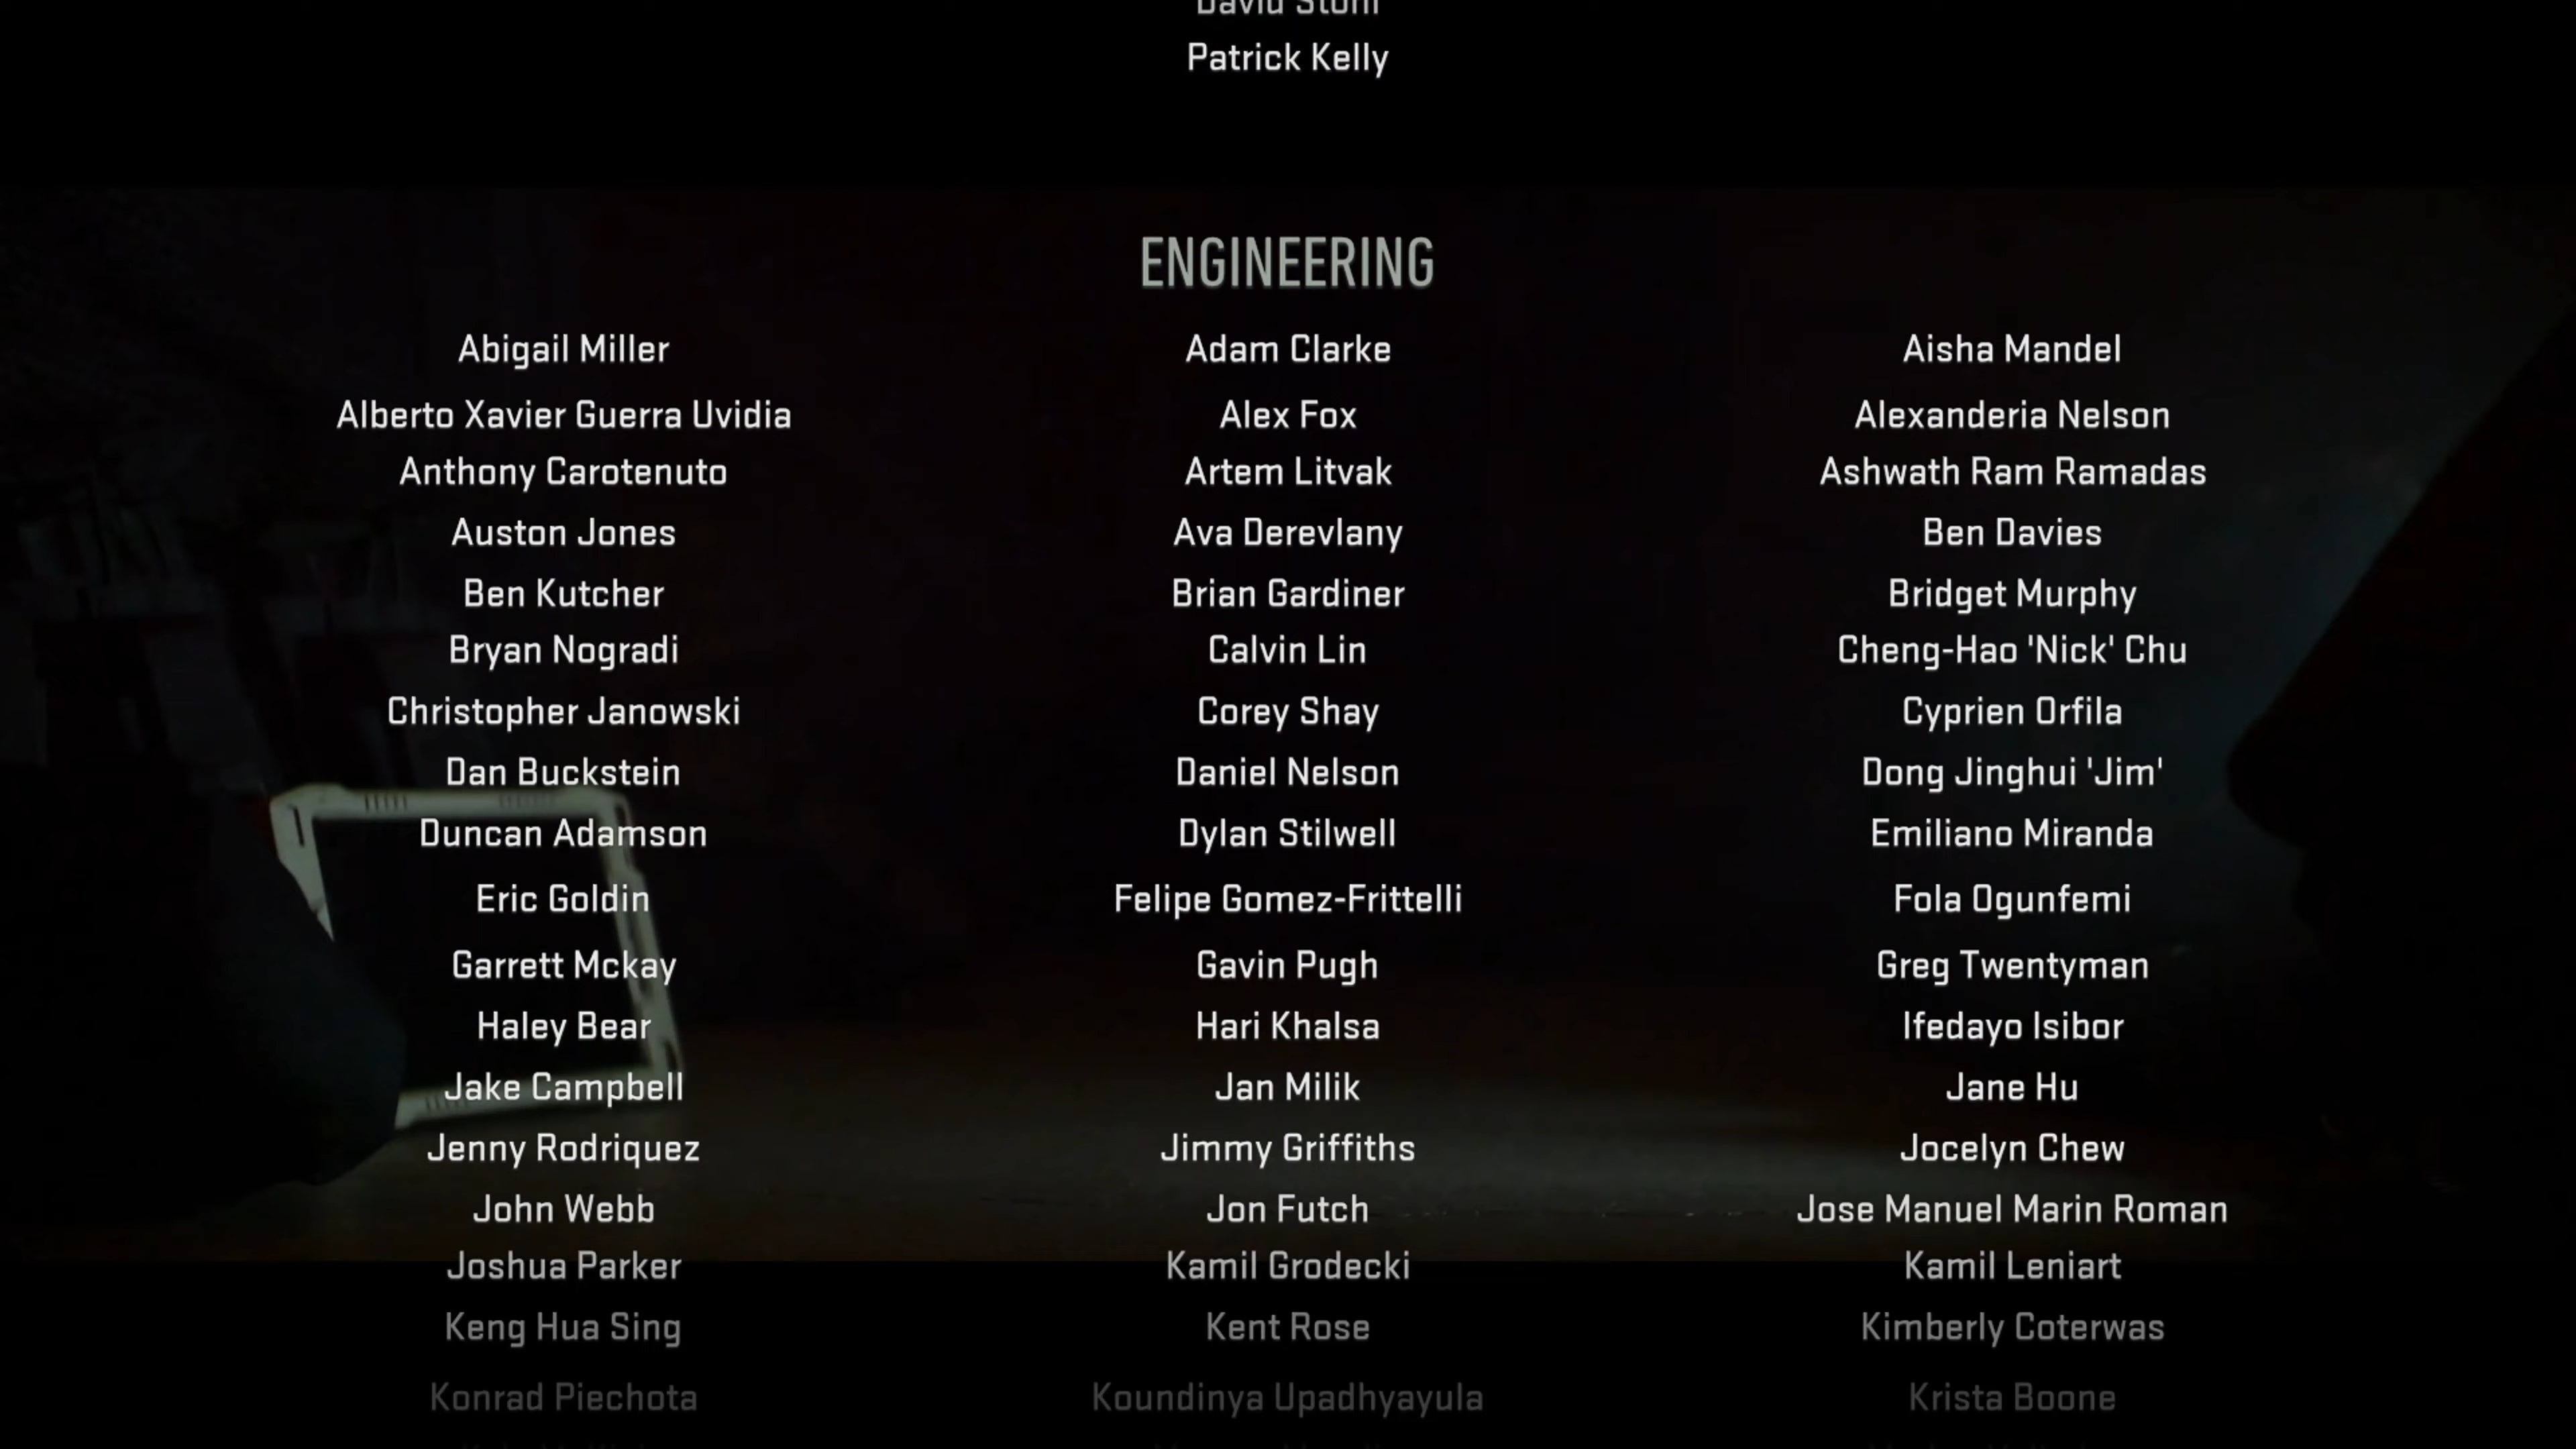 Patrick Kelly
ENGINEERING
Abigail Miller Adam Clarke Aisha Mandel
Alberto Xavier Guerra Uvidia Alex Fox Alexanderia Nelson
Anthony Carotenuto Artem Litvak Ashwath Ram Ramadas
Auston Jones Ava Derevlany Ben Davies
Ben Kutcher Brian Gardiner Bridget Murphy
Bryan Nogradi Calvin Lin Cheng-Hao 'Nick' Chu
Christopher Janowski Corey Shay Cyprien Orfila
Dan Buckstein Daniel Nelson Dong Jinghui 'Jim'
Duncan Adamson Dylan Stilwell Emiliano Miranda
Eric Goldin Felipe Gomez-Frittelli Fola Ogunfemi
Garrett Mckay Gavin Pugh Greg Twentyman
Haley Bear Hari Khalsa Ifedayo Isibor
Jake Campbell Jan Milik Jane Hu
Jenny Rodriquez Jimmy Griffiths Jocelyn Chew
John Webb Jon Futch Jose Manuel Marin Roman
Joshua Parker Kamil Grodecki Kamil Leniart
Keng Hua Sing Kent Rose Kimberly Coterwas
Konrad Piechota Koundinya Upadhyayula Krista Boone